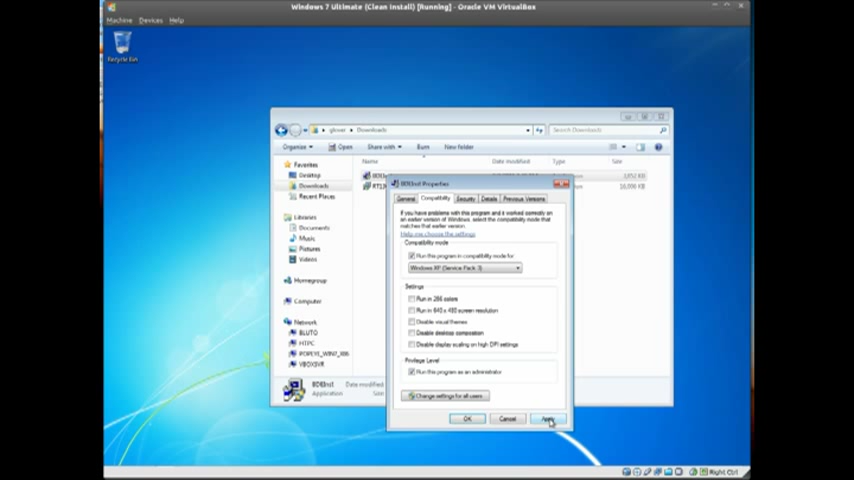 Windows 7 Ultimate (Clean Install) [Running] - Oracle VM VirtualBox
Machine Devices Help
Recycle Bin
glover ▸ Downloads
Search Downloads
Organize Open Share with Burn New folder
Name Date modified Type Size
Favorites
Desktop
Downloads
Recent Places
Libraries
Documents
Music
Pictures
Videos
Homegroup
Computer
Network
BLUTO
HTPC
POPEYE_WIN7_X86
VBOXSVR
Application
Date modified
Properties
General Compatibility Security Details Previous Versions
If you have problems with this program and it worked correctly on
an earlier version of Windows, select the compatibility mode that
matches that earlier version.
Help me choose the settings
Compatibility mode
Run this program in compatibility mode for:
Windows XP (Service Pack 3)
Settings
Run in 256 colors
Run in 640 x 480 screen resolution
Disable visual themes
Disable desktop composition
Disable display scaling on high DPI settings
Privilege Level
Run this program as an administrator
Change settings for all users
OK Cancel Apply
Right Ctrl